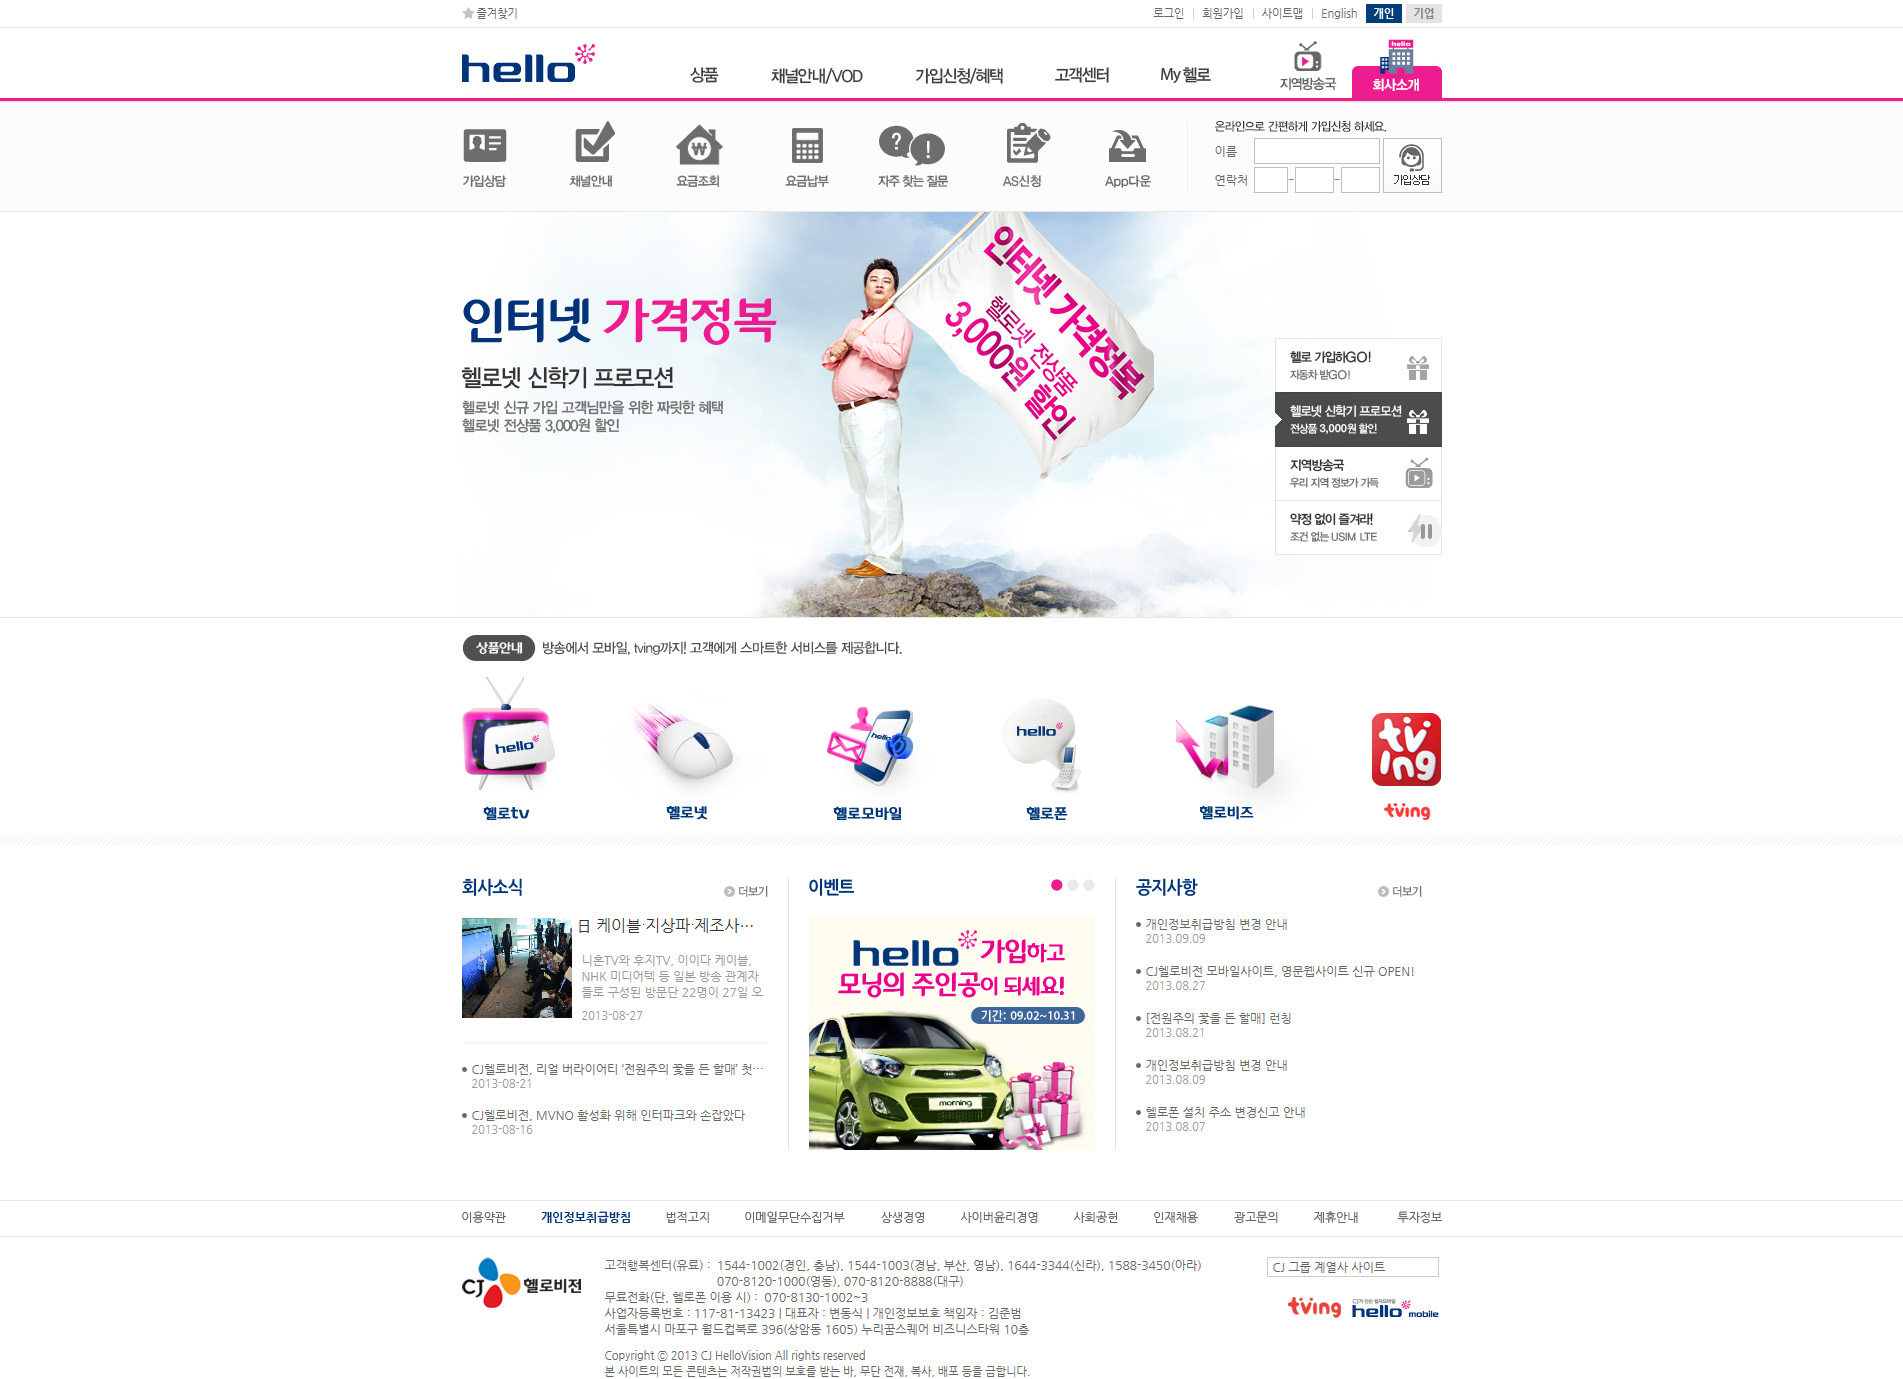 즐겨찾기
로그인
회원가입
사이트맵
English
개인
기업
hello
상품
채널안내/VOD
가입신청/혜택
고객센터
My 헬로
지역방송국
hello
회사소개
가입상담
채널안내
요금조회
요금납부
자주 찾는 질문
AS신청
App다운
온라인으로 간편하게 가입신청 하세요.
이름
연락처
-
-
가입상담
인터넷 가격정복
헬로넷 신학기 프로모션
헬로넷 신규 가입 고객님만을 위한 짜릿한 혜택
헬로넷 전상품 3,000원 할인
인터넷 가격정복
헬로넷 전상품
3,000원 할인
헬로 가입하GO!
자동차 받GO!
헬로넷 신학기 프로모션
전상품 3,000원 할인
지역방송국
우리 지역 정보가 가득
약정 없이 즐겨라!
조건 없는 USIM LTE
상품안내 방송에서 모바일, tving까지! 고객에게 스마트한 서비스를 제공합니다.
hello
hello
hello
tving
헬로tv
헬로넷
헬로모바일
헬로폰
헬로비즈
tving
회사소식
더보기
日 케이블·지상파·제조사…
니혼TV와 후지TV, 이이다 케이블,
NHK 미디어텍 등 일본 방송 관계자
들로 구성된 방문단 22명이 27일 오
2013-08-27
CJ헬로비전, 리얼 버라이어티 ‘전원주의 꽃을 든 할매’ 첫…
2013-08-21
CJ헬로비전, MVNO 활성화 위해 인터파크와 손잡았다
2013-08-16
이벤트
hello 가입하고
모닝의 주인공이 되세요!
기간: 09.02~10.31
morning
공지사항
더보기
개인정보취급방침 변경 안내
2013.09.09
CJ헬로비전 모바일사이트, 영문웹사이트 신규 OPEN!
2013.08.27
[전원주의 꽃을 든 할매] 런칭
2013.08.21
개인정보취급방침 변경 안내
2013.08.09
헬로폰 설치 주소 변경신고 안내
2013.08.07
이용약관
개인정보취급방침
법적고지
이메일무단수집거부
상생경영
사이버윤리경영
사회공헌
인재채용
광고문의
제휴안내
투자정보
CJ 헬로비전
고객행복센터(유료) : 1544-1002(경인, 충남), 1544-1003(경남, 부산, 영남), 1644-3344(신라), 1588-3450(아라)
070-8120-1000(영동), 070-8120-8888(대구)
무료전화(단, 헬로폰 이용 시) : 070-8130-1002~3
사업자등록번호 : 117-81-13423 | 대표자 : 변동식 | 개인정보보호 책임자 : 김준범
서울특별시 마포구 월드컵북로 396(상암동 1605) 누리꿈스퀘어 비즈니스타워 10층
Copyright ⓒ 2013 CJ HelloVision All rights reserved
본 사이트의 모든 콘텐츠는 저작권법의 보호를 받는 바, 무단 전재, 복사, 배포 등을 금합니다.
CJ 그룹 계열사 사이트
tving
hello mobile